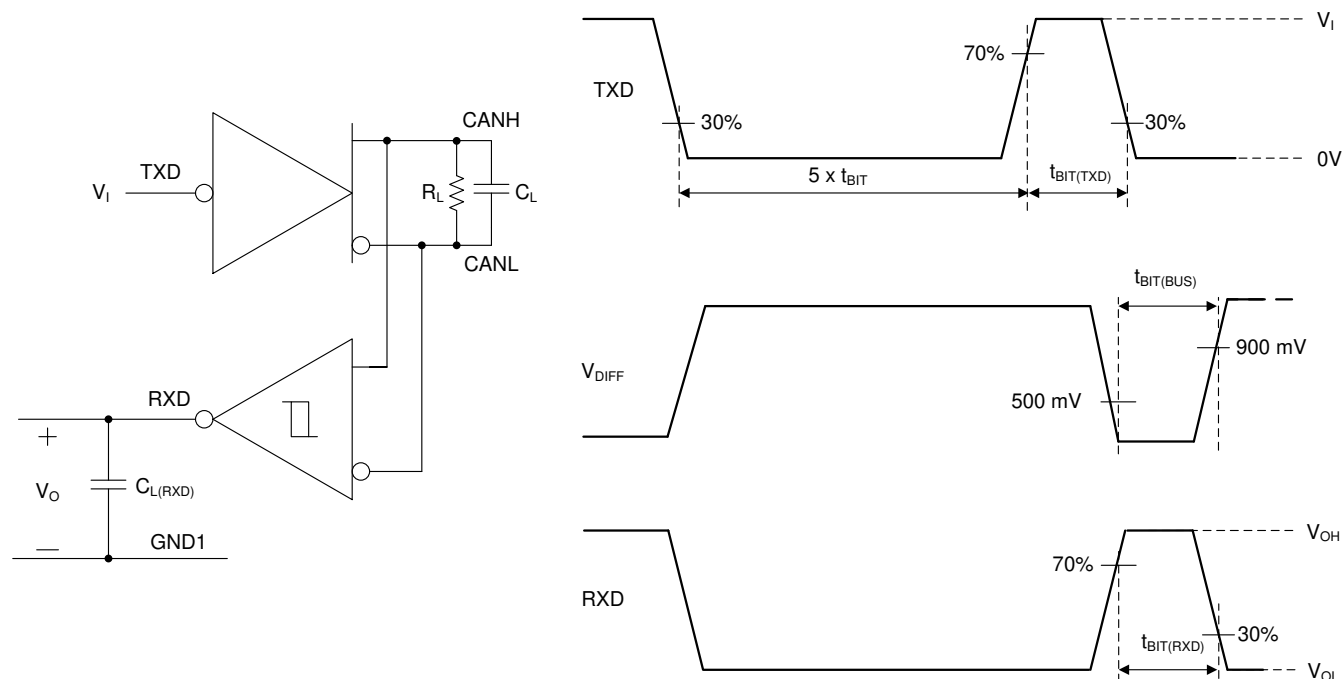 TXD
V_I
CANH
R_L
C_L
CANL
RXD
+
V_O
C_L(RXD)
—
GND1
V_I
70%
TXD
30%
30%
0V
5 x t_BIT
t_BIT(TXD)
t_BIT(BUS)
900 mV
V_DIFF
500 mV
V_OH
70%
RXD
30%
t_BIT(RXD)
V_OL